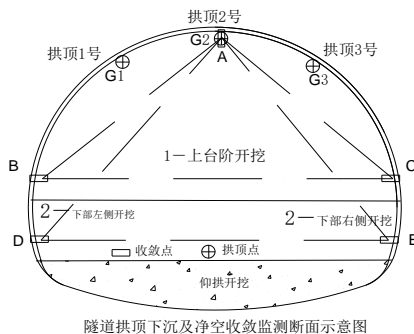 拱顶2号
拱顶1号
G2
拱顶3号
G1
A
G3
B
1－上台阶开挖
C
2－下部左侧开挖
2－下部右侧开挖
D
收敛点
拱顶点
E
仰拱开挖
隧道拱顶下沉及净空收敛监测断面示意图